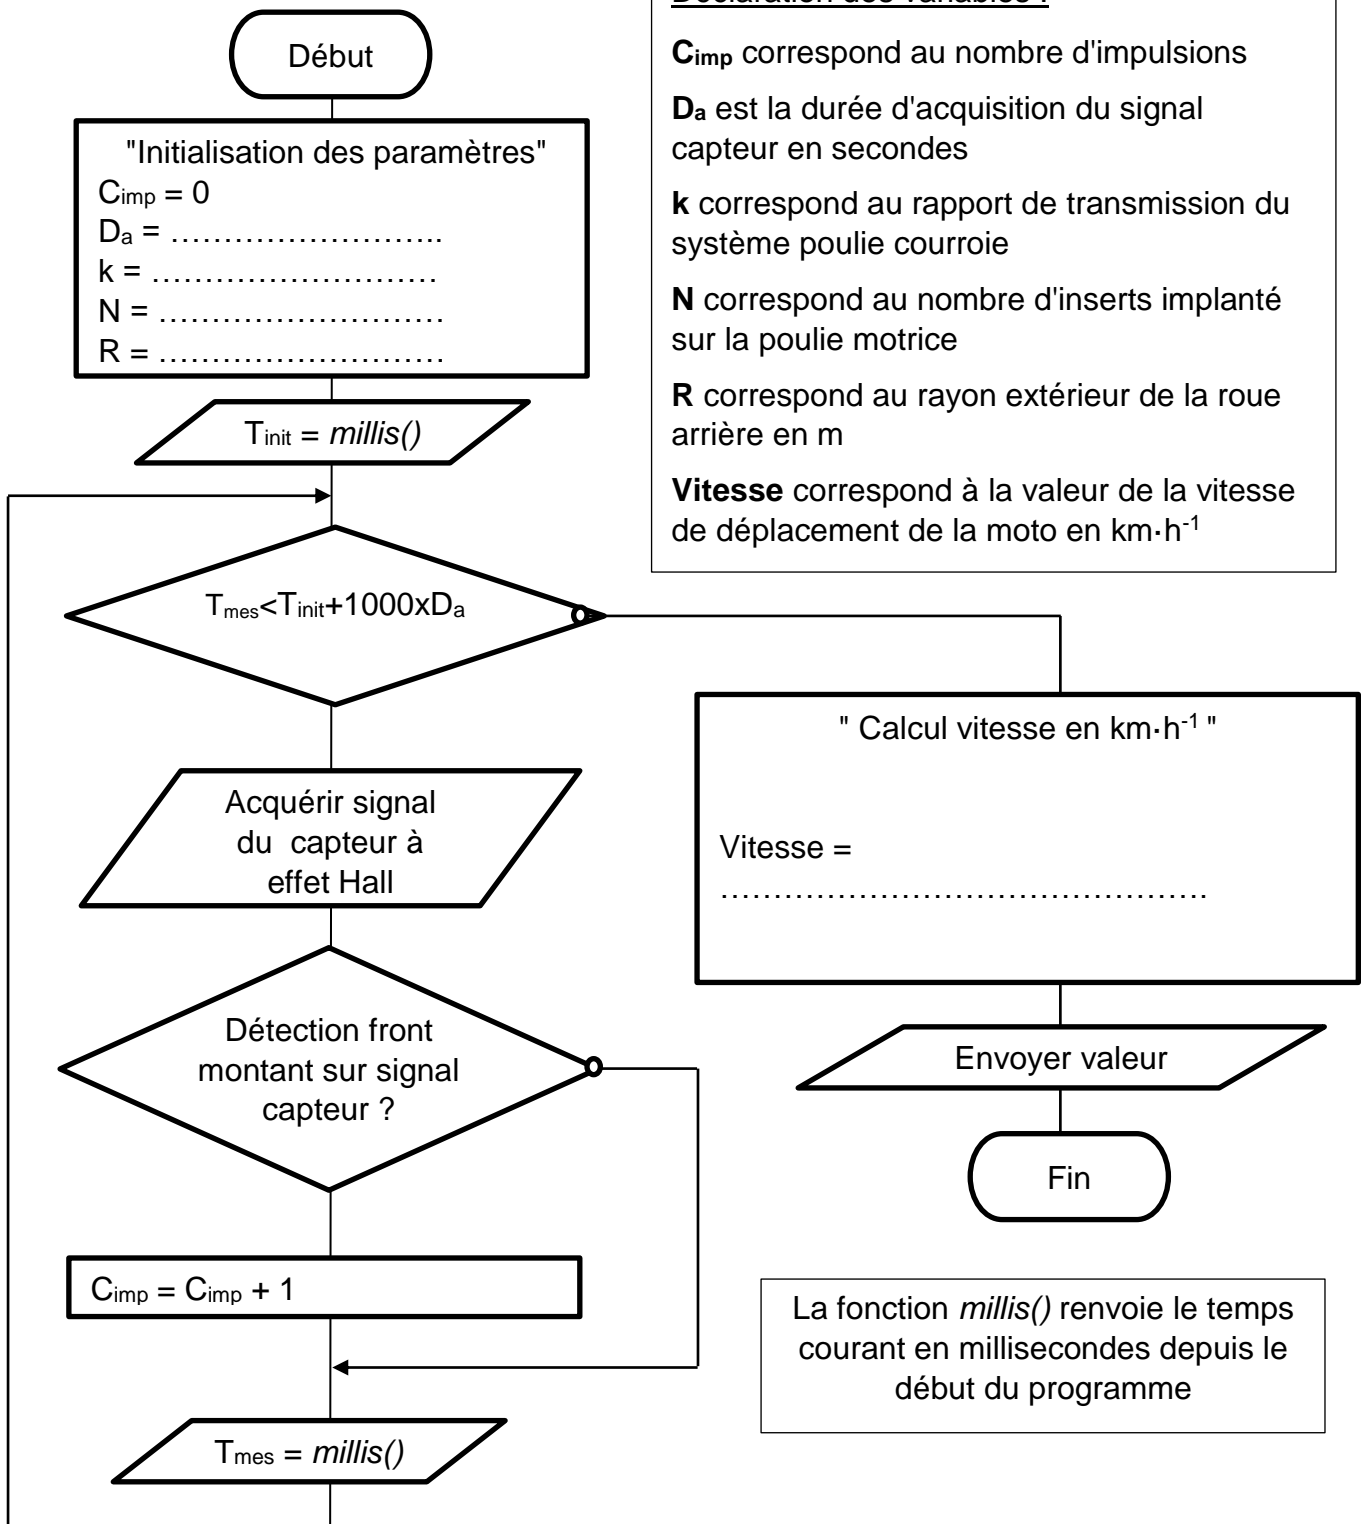 Début
"Initialisation des paramètres"
Cimp = 0
Da = ……………………..
k = ………………………
N = ………………………
R = ………………………
Tinit = millis()
Tmes<Tinit+1000xDa
Acquérir signal
du capteur à
effet Hall
Détection front
montant sur signal
capteur ?
Cimp = Cimp + 1
Tmes = millis()
Déclaration des variables :
Cimp correspond au nombre d'impulsions
Da est la durée d'acquisition du signal
capteur en secondes
k correspond au rapport de transmission du
système poulie courroie
N correspond au nombre d'inserts implanté
sur la poulie motrice
R correspond au rayon extérieur de la roue
arrière en m
Vitesse correspond à la valeur de la vitesse
de déplacement de la moto en km·h-1
" Calcul vitesse en km·h-1 "
Vitesse =
……………………………………….
Envoyer valeur
Fin
La fonction millis() renvoie le temps
courant en millisecondes depuis le
début du programme